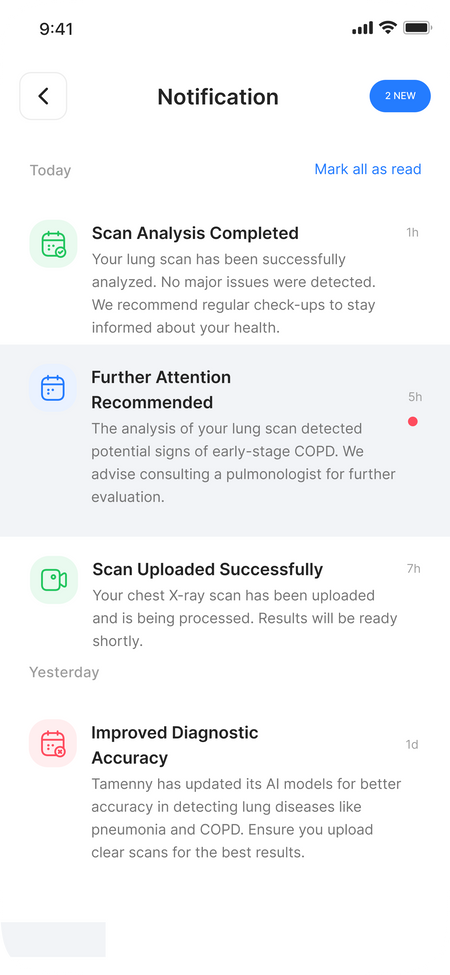 9:41
Notification
2 NEW
Today
Mark all as read
Scan Analysis Completed
1h
Your lung scan has been successfully
analyzed. No major issues were detected.
We recommend regular check-ups to stay
informed about your health.
Further Attention
Recommended
5h
The analysis of your lung scan detected
potential signs of early-stage COPD. We
advise consulting a pulmonologist for further
evaluation.
Scan Uploaded Successfully
7h
Your chest X-ray scan has been uploaded
and is being processed. Results will be ready
shortly.
Yesterday
Improved Diagnostic
Accuracy
1d
Tamenny has updated its AI models for better
accuracy in detecting lung diseases like
pneumonia and COPD. Ensure you upload
clear scans for the best results.